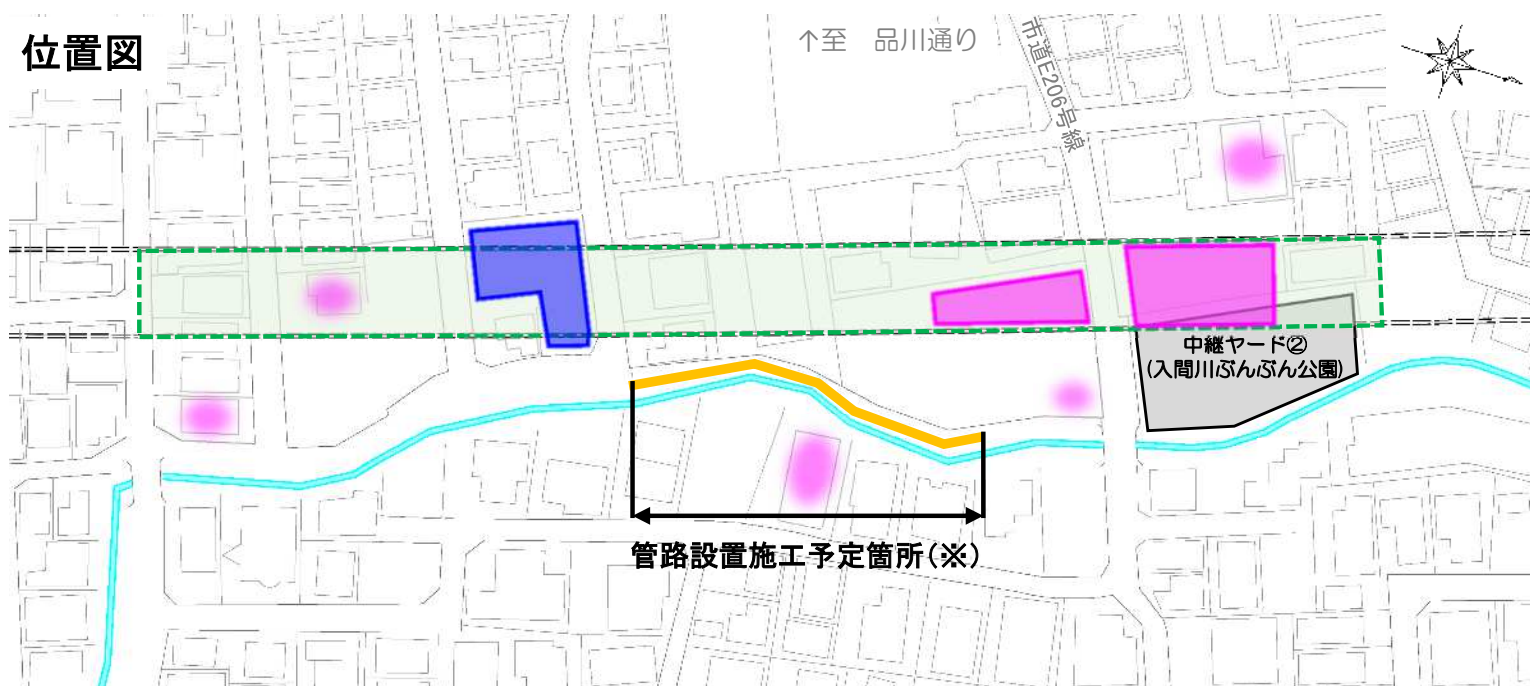 位置図
↑至 品川通り
市道E206号線
中継ヤード②
(入間川ぶんぶん公園)
管路設置施工予定箇所(※)